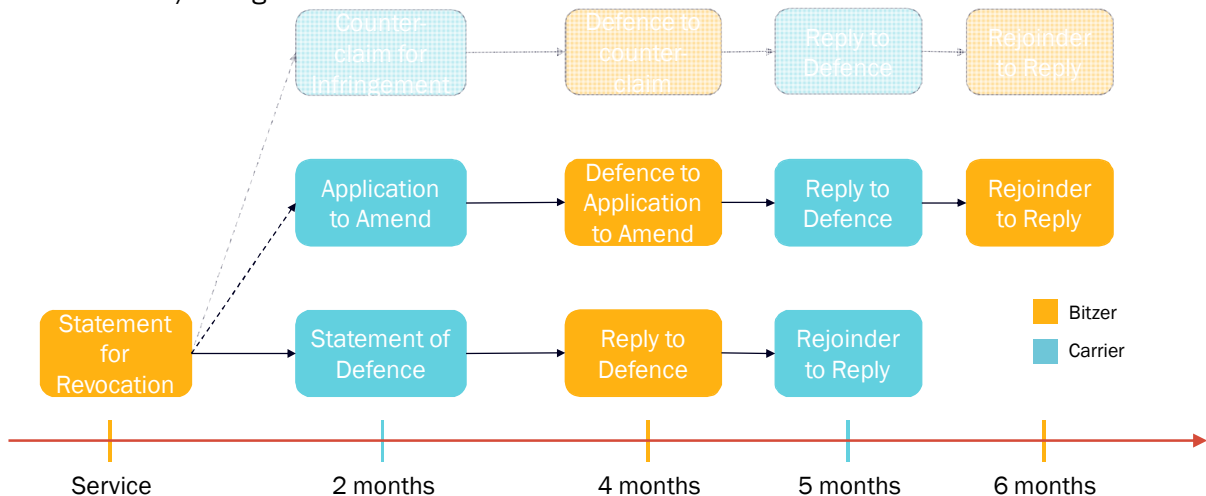 Counter-
claim for
Infringement
Defence to
counter-
claim
Reply to
Defence
Rejoinder
to Reply
Application
to Amend
Defence to
Application
to Amend
Reply to
Defence
Rejoinder
to Reply
Statement
for
Revocation
Statement of
Defence
Reply to
Defence
Rejoinder
to Reply
Bitzer
Carrier
Service
2 months
4 months
5 months
6 months